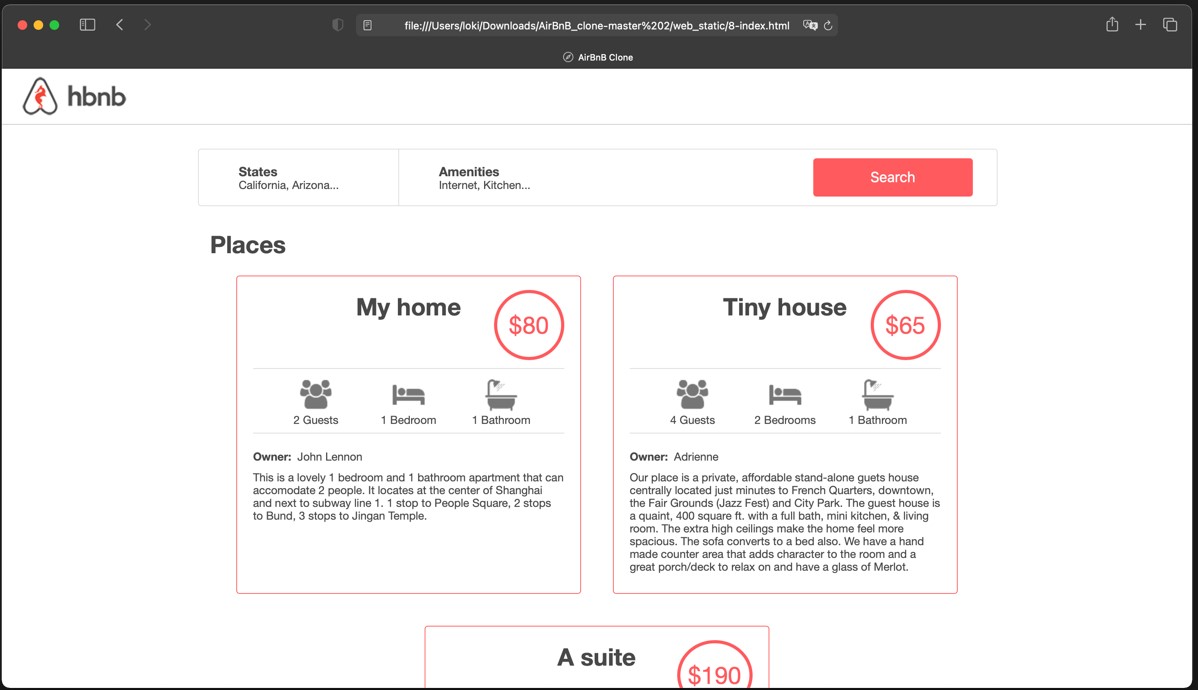 file:///Users/loki/Downloads/AirBnB_clone-master%202/web_static/8-index.html
AirBnB Clone
hbnb
States
California, Arizona...
Amenities
Internet, Kitchen...
Search
Places
My home
$80
2 Guests
1 Bedroom
1 Bathroom
Owner: John Lennon
This is a lovely 1 bedroom and 1 bathroom apartment that can
accomodate 2 people. It locates at the center of Shanghai
and next to subway line 1. 1 stop to People Square, 2 stops
to Bund, 3 stops to Jingan Temple.
Tiny house
$65
4 Guests
2 Bedrooms
1 Bathroom
Owner: Adrienne
Our place is a private, affordable stand-alone guets house
centrally located just minutes to French Quarters, downtown,
the Fair Grounds (Jazz Fest) and City Park. The guest house is
a quaint, 400 square ft. with a full bath, mini kitchen, & living
room. The extra high ceilings make the home feel more
spacious. The sofa converts to a bed also. We have a hand
made counter area that adds character to the room and a
great porch/deck to relax on and have a glass of Merlot.
A suite
$190